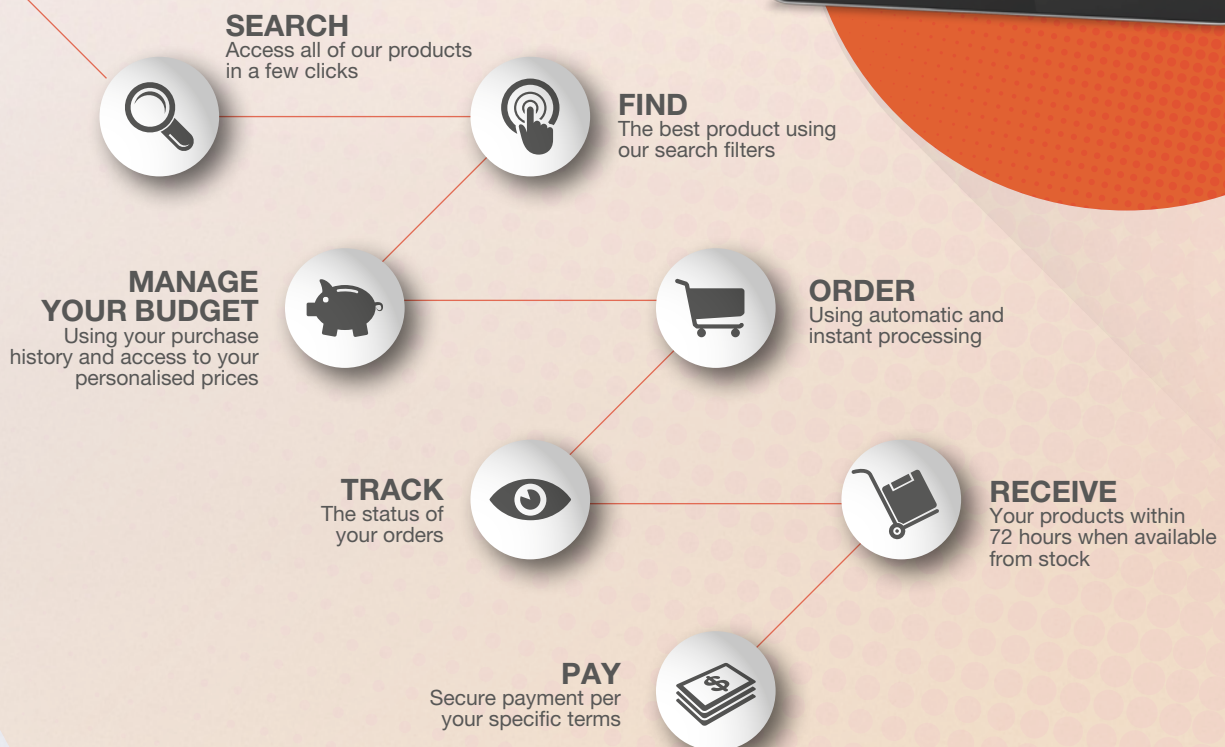 SEARCH
Access all of our products
in a few clicks
FIND
The best product using
our search filters
MANAGE
YOUR BUDGET
Using your purchase
history and access to your
personalised prices
ORDER
Using automatic and
instant processing
TRACK
The status of
your orders
RECEIVE
Your products within
72 hours when available
from stock
PAY
Secure payment per
your specific terms
$